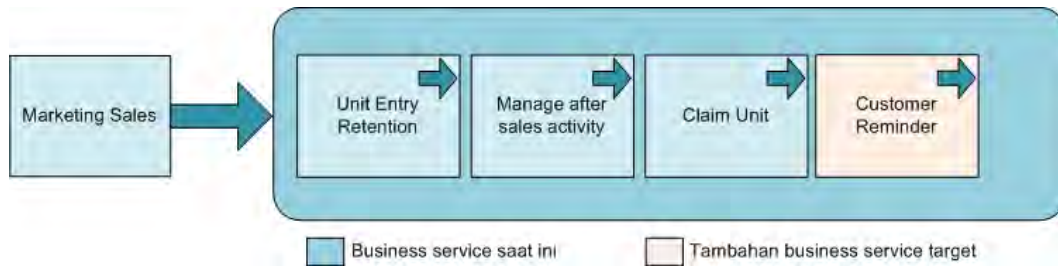 Marketing Sales
Unit Entry
Retention
Manage after
sales activity
Claim Unit
Customer
Reminder
Business service saat ini
Tambahan business service target